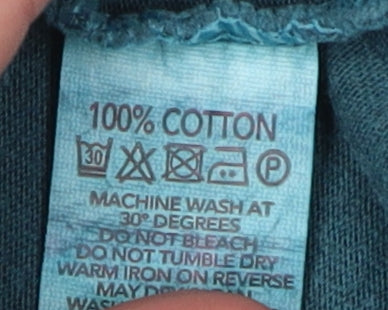 100% COTTON
30 P
MACHINE WASH AT
30° DEGREES
DO NOT BLEACH
DO NOT TUMBLE DRY
WARM IRON ON REVERSE
MAY